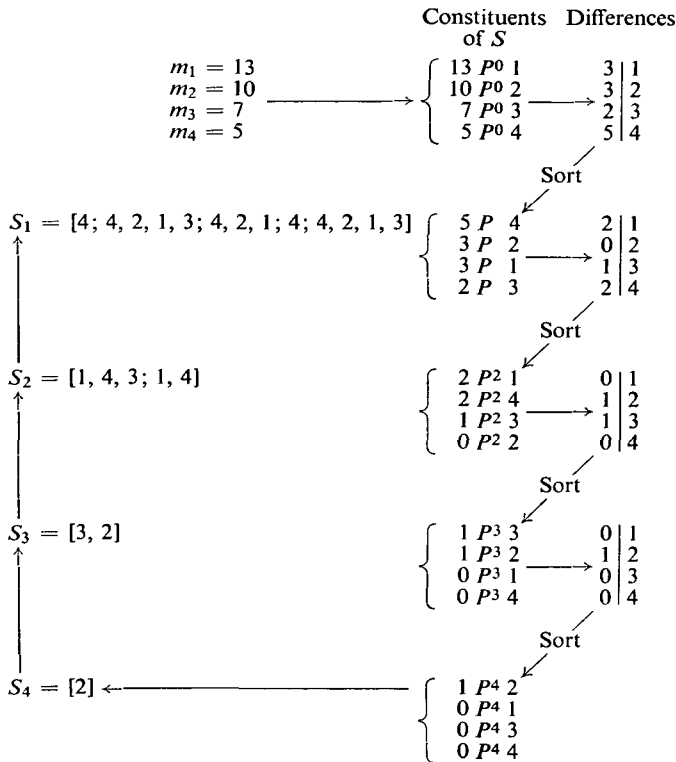 Constituents of S
Differences
m₁ = 13
m₂ = 10
m₃ = 7
m₄ = 5
13 P⁰ 1
10 P⁰ 2
7 P⁰ 3
5 P⁰ 4
3 | 1
3 | 2
2 | 3
5 | 4
Sort
S₁ = [4; 4, 2, 1, 3; 4, 2, 1; 4; 4, 2, 1, 3]
5 P 4
3 P 2
3 P 1
2 P 3
2 | 1
0 | 2
1 | 3
2 | 4
Sort
S₂ = [1, 4, 3; 1, 4]
2 P² 1
2 P² 4
1 P² 3
0 P² 2
0 | 1
1 | 2
1 | 3
0 | 4
Sort
S₃ = [3, 2]
1 P³ 3
1 P³ 2
0 P³ 1
0 P³ 4
0 | 1
1 | 2
0 | 3
0 | 4
Sort
S₄ = [2]
1 P⁴ 2
0 P⁴ 1
0 P⁴ 3
0 P⁴ 4